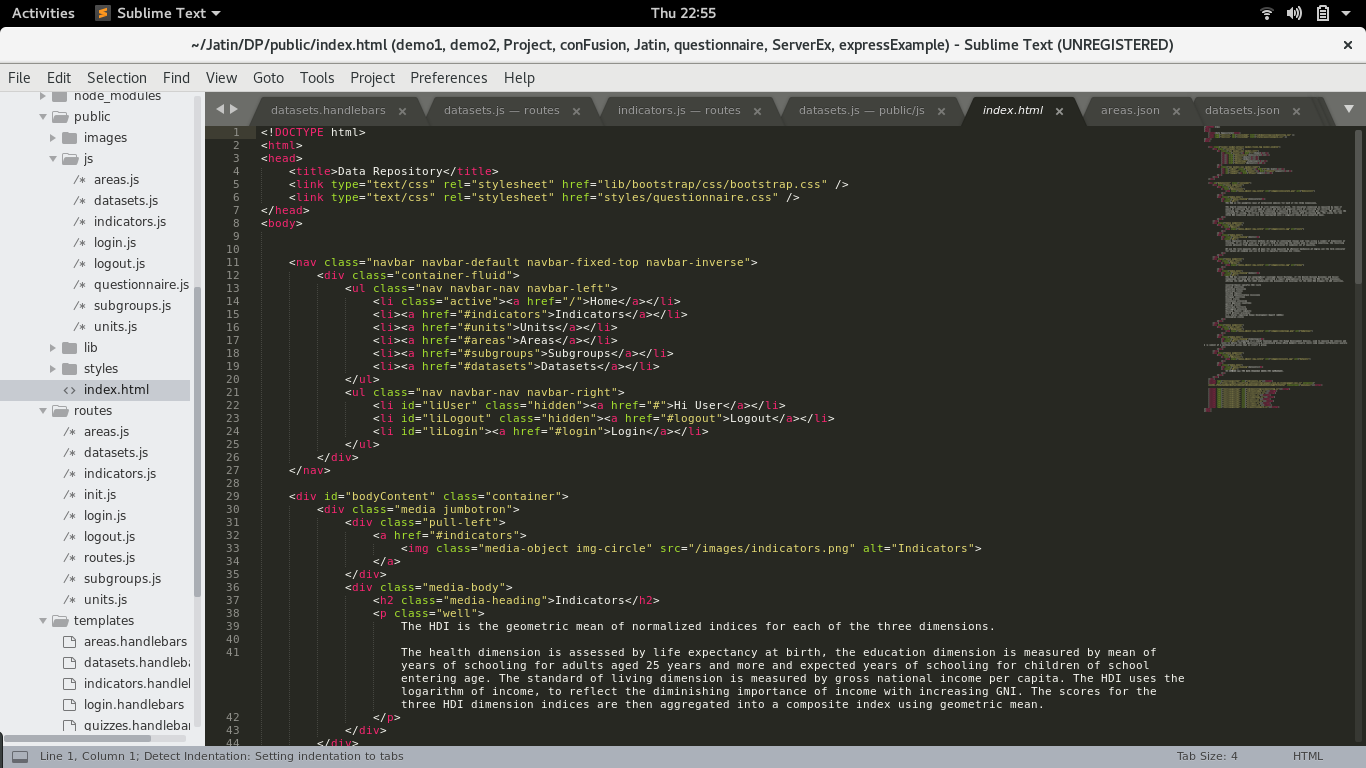 Activities Sublime Text Thu 22:55
~/Jatin/DP/public/index.html (demo1, demo2, Project, conFusion, Jatin, questionnaire, ServerEx, expressExample) - Sublime Text (UNREGISTERED)
File Edit Selection Find View Goto Tools Project Preferences Help
datasets.handlebars × datasets.js — routes × indicators.js — routes × datasets.js — public/js × index.html × areas.json × datasets.json ×
node_modules
public
images
js
/* areas.js
/* datasets.js
/* indicators.js
/* login.js
/* logout.js
/* questionnaire.js
/* subgroups.js
/* units.js
lib
styles
<> index.html
routes
/* areas.js
/* datasets.js
/* indicators.js
/* init.js
/* login.js
/* logout.js
/* routes.js
/* subgroups.js
/* units.js
templates
areas.handlebars
datasets.handleba
indicators.handlel
login.handlebars
quizzes.handlebar
1 <!DOCTYPE html>
2 <html>
3 <head>
4 <title>Data Repository</title>
5 <link type="text/css" rel="stylesheet" href="lib/bootstrap/css/bootstrap.css" />
6 <link type="text/css" rel="stylesheet" href="styles/questionnaire.css" />
7 </head>
8 <body>
9
10
11 <nav class="navbar navbar-default navbar-fixed-top navbar-inverse">
12 <div class="container-fluid">
13 <ul class="nav navbar-nav navbar-left">
14 <li class="active"><a href="/">Home</a></li>
15 <li><a href="#indicators">Indicators</a></li>
16 <li><a href="#units">Units</a></li>
17 <li><a href="#areas">Areas</a></li>
18 <li><a href="#subgroups">Subgroups</a></li>
19 <li><a href="#datasets">Datasets</a></li>
20 </ul>
21 <ul class="nav navbar-nav navbar-right">
22 <li id="liUser" class="hidden"><a href="#">Hi User</a></li>
23 <li id="liLogout" class="hidden"><a href="#logout">Logout</a></li>
24 <li id="liLogin"><a href="#login">Login</a></li>
25 </ul>
26 </div>
27 </nav>
28
29 <div id="bodyContent" class="container">
30 <div class="media jumbotron">
31 <div class="pull-left">
32 <a href="#indicators">
33 <img class="media-object img-circle" src="/images/indicators.png" alt="Indicators">
34 </a>
35 </div>
36 <div class="media-body">
37 <h2 class="media-heading">Indicators</h2>
38 <p class="well">
39 The HDI is the geometric mean of normalized indices for each of the three dimensions.
40
41 The health dimension is assessed by life expectancy at birth, the education dimension is measured by mean of
years of schooling for adults aged 25 years and more and expected years of schooling for children of school
entering age. The standard of living dimension is measured by gross national income per capita. The HDI uses the
logarithm of income, to reflect the diminishing importance of income with increasing GNI. The scores for the
three HDI dimension indices are then aggregated into a composite index using geometric mean.
42 </p>
43 </div>
44 </div>
Line 1, Column 1; Detect Indentation: Setting indentation to tabs Tab Size: 4 HTML